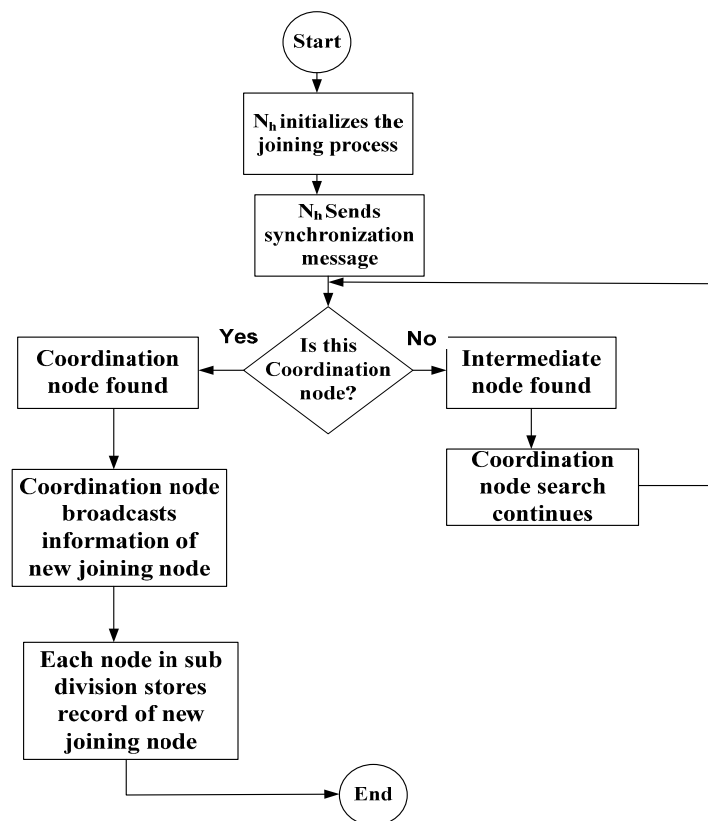 Start
Nh initializes the
joining process
Nh Sends
synchronization
message
Yes
Is this
Coordination
node?
No
Coordination
node found
Intermediate
node found
Coordination node
broadcasts
information of
new joining node
Coordination
node search
continues
Each node in sub
division stores
record of new
joining node
End